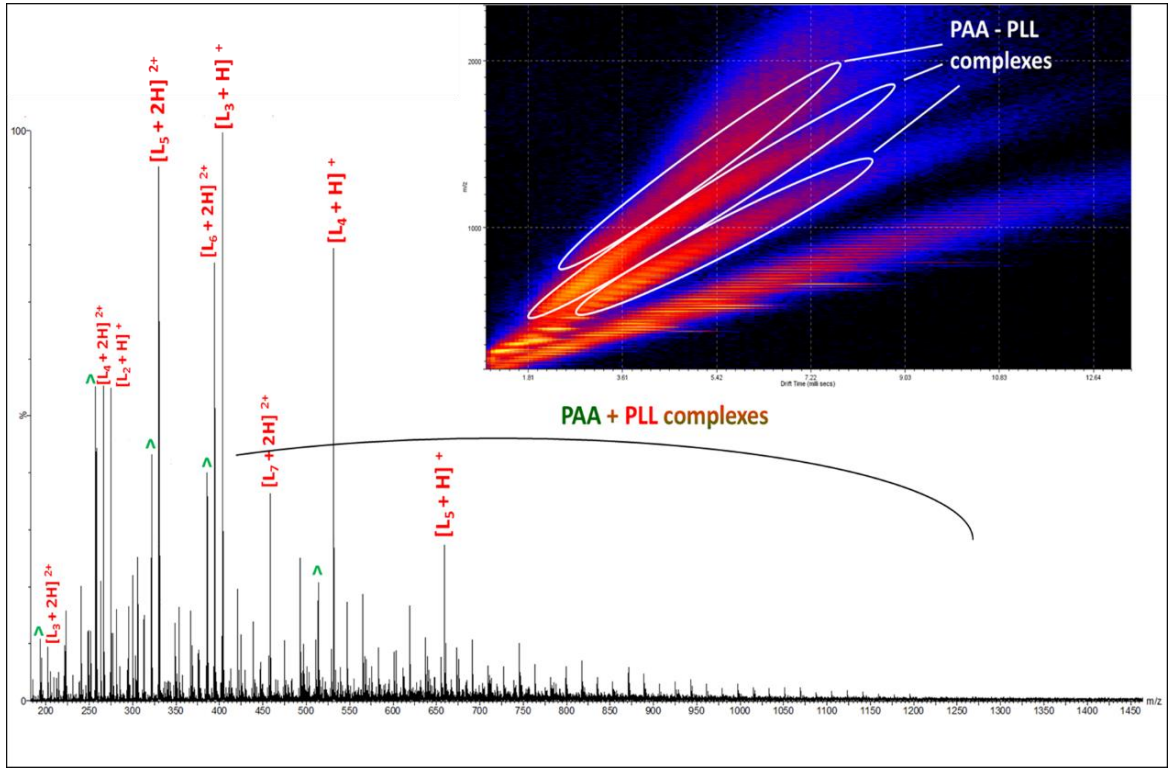 PAA - PLL
complexes
2000
1000
m/z
1.81
3.61
5.42
7.22
9.03
10.83
12.64
Drift Time (milli secs)
[L₅ + 2H] ²⁺
[L₃ + H] ⁺
[L₆ + 2H] ²⁺
[L₄ + H] ⁺
[L₄ + 2H] ²⁺
[L₂ + H] ⁺
^
^
^
^
^
[L₇ + 2H] ²⁺
[L₅ + H] ⁺
[L₃ + 2H] ²⁺
PAA + PLL complexes
100
%
0
200
250
300
350
400
450
500
550
600
650
700
750
800
850
900
950
1000
1050
1100
1150
1200
1250
1300
1350
1400
1450
m/z